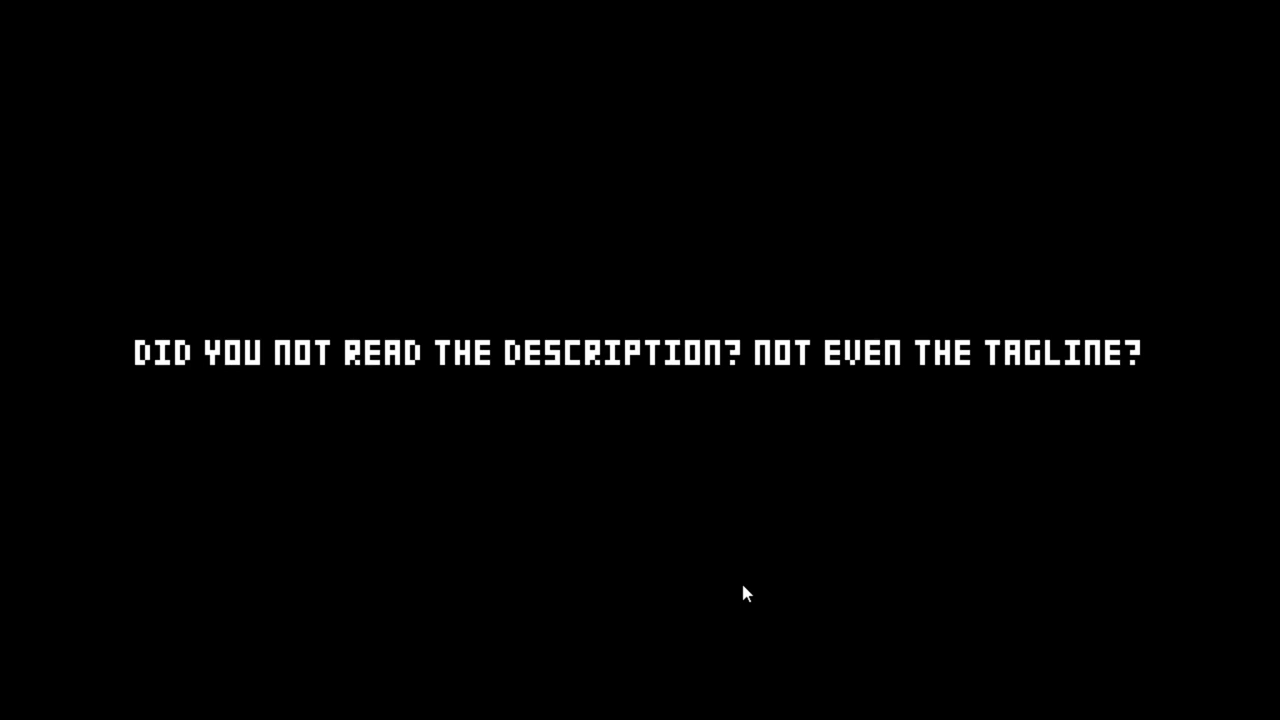 DID YOU NOT READ THE DESCRIPTION? NOT EVEN THE TAGLINE?